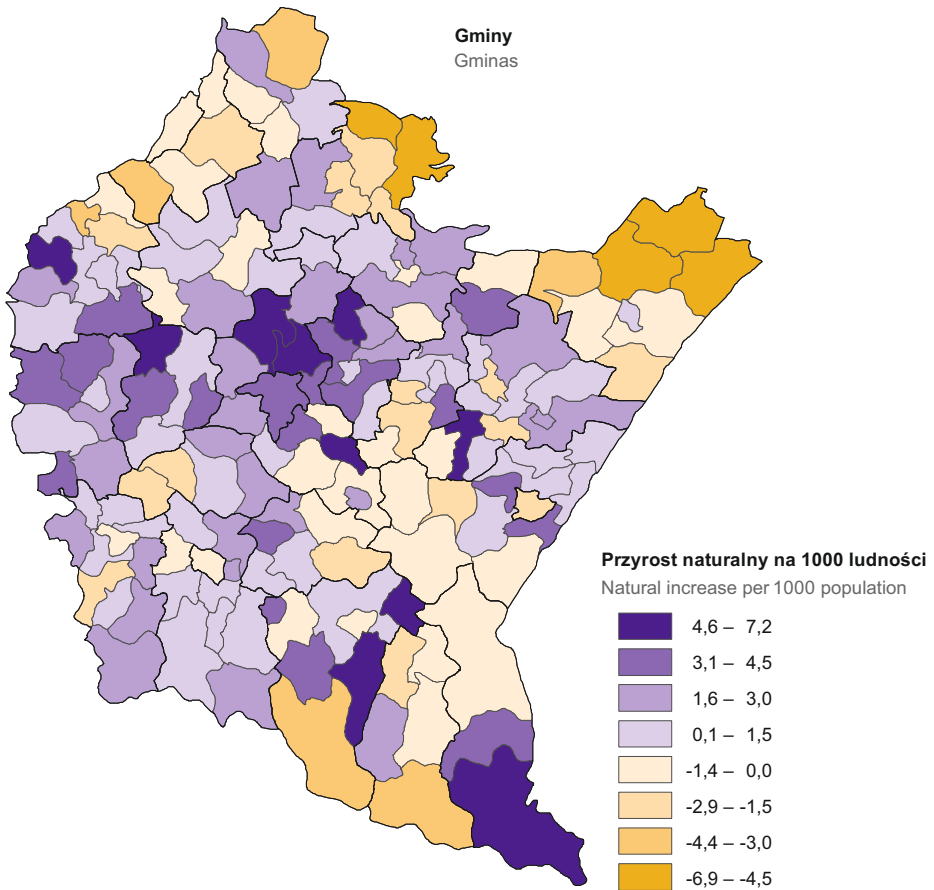 Gminy
Gminas
Przyrost naturalny na 1000 ludności
Natural increase per 1000 population
4,6 – 7,2
3,1 – 4,5
1,6 – 3,0
0,1 – 1,5
-1,4 – 0,0
-2,9 – -1,5
-4,4 – -3,0
-6,9 – -4,5